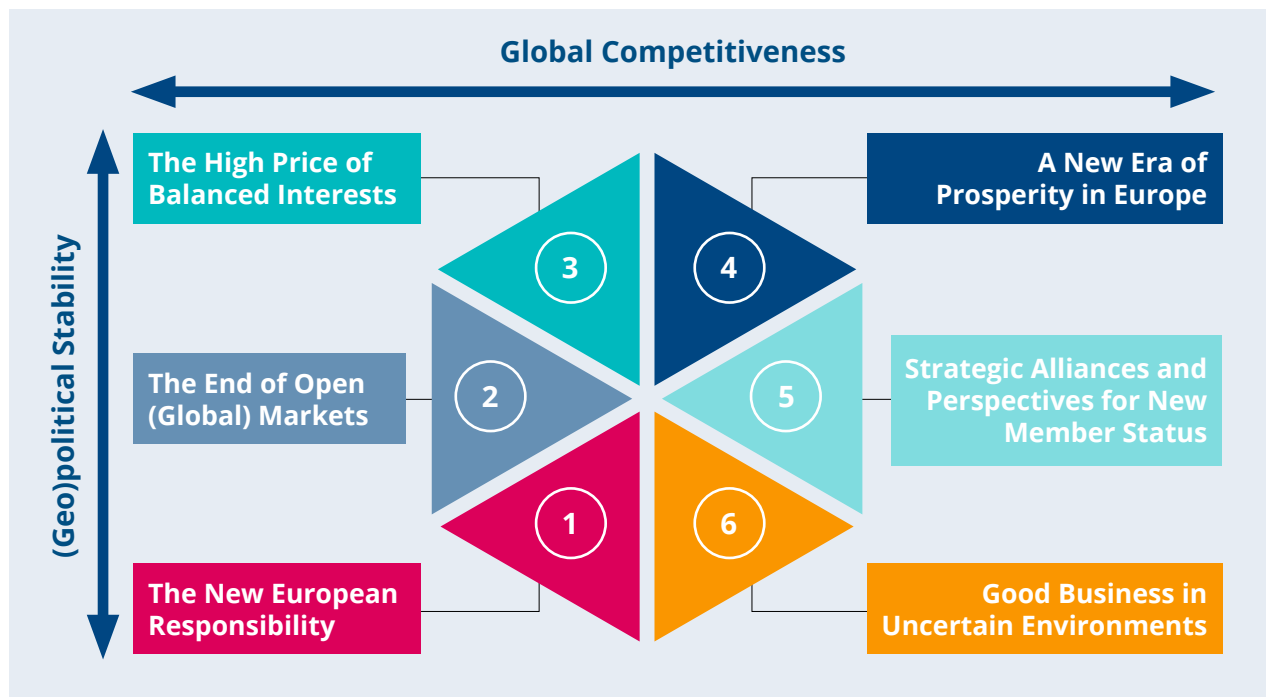 Global Competitiveness
(Geo)political Stability
The High Price of
Balanced Interests
A New Era of
Prosperity in Europe
3
4
The End of Open
(Global) Markets
2
5
Strategic Alliances and
Perspectives for New
Member Status
1
6
The New European
Responsibility
Good Business in
Uncertain Environments